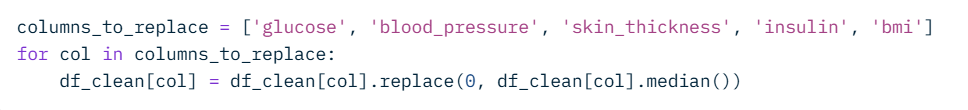 columns_to_replace = ['glucose', 'blood_pressure', 'skin_thickness', 'insulin', 'bmi']
for col in columns_to_replace:
    df_clean[col] = df_clean[col].replace(0, df_clean[col].median())